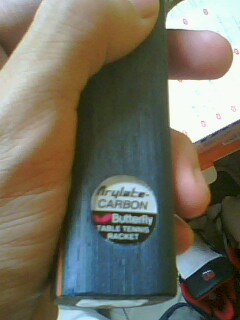 Arylate-
CARBON
Butterfly
TABLE TENNIS
RACKET